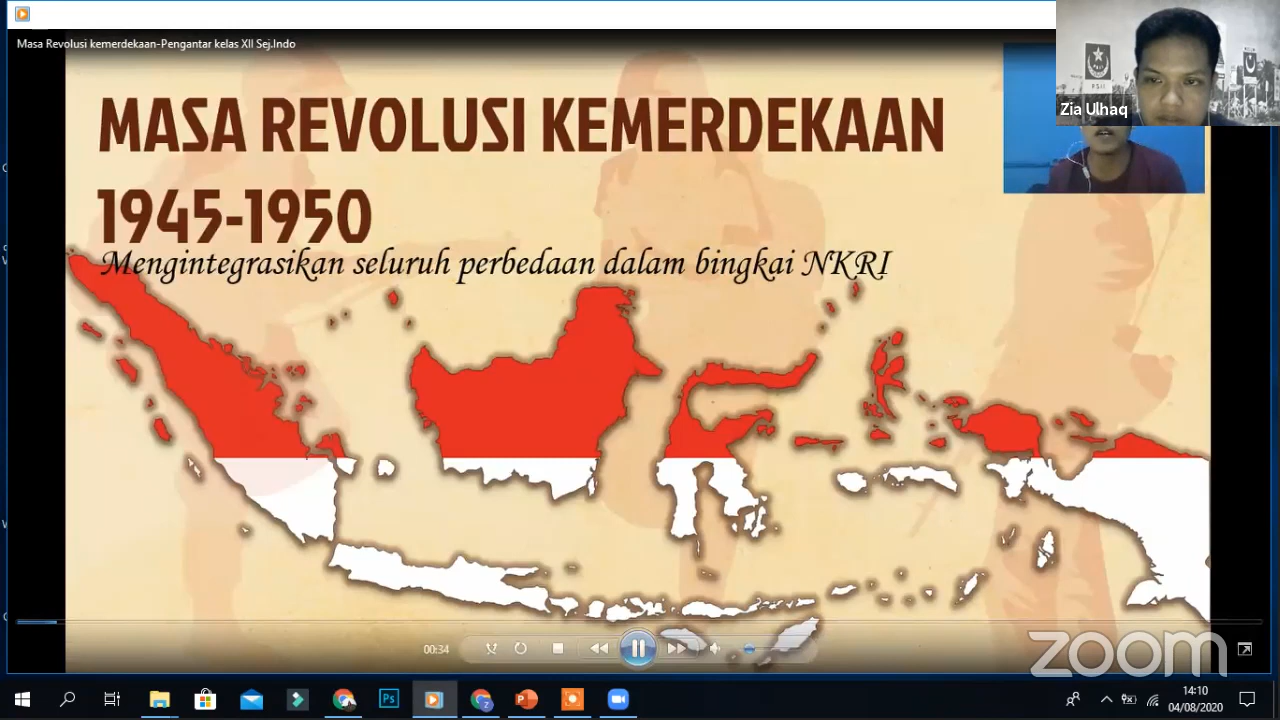 Masa Revolusi kemerdekaan-Pengantar kelas XII Sej.Indo
MASA REVOLUSI KEMERDEKAAN
1945-1950
Mengintegrasikan seluruh perbedaan dalam bingkai NKRI
Zia Ulhaq
00:34
zoom
Ps
14:10
04/08/2020